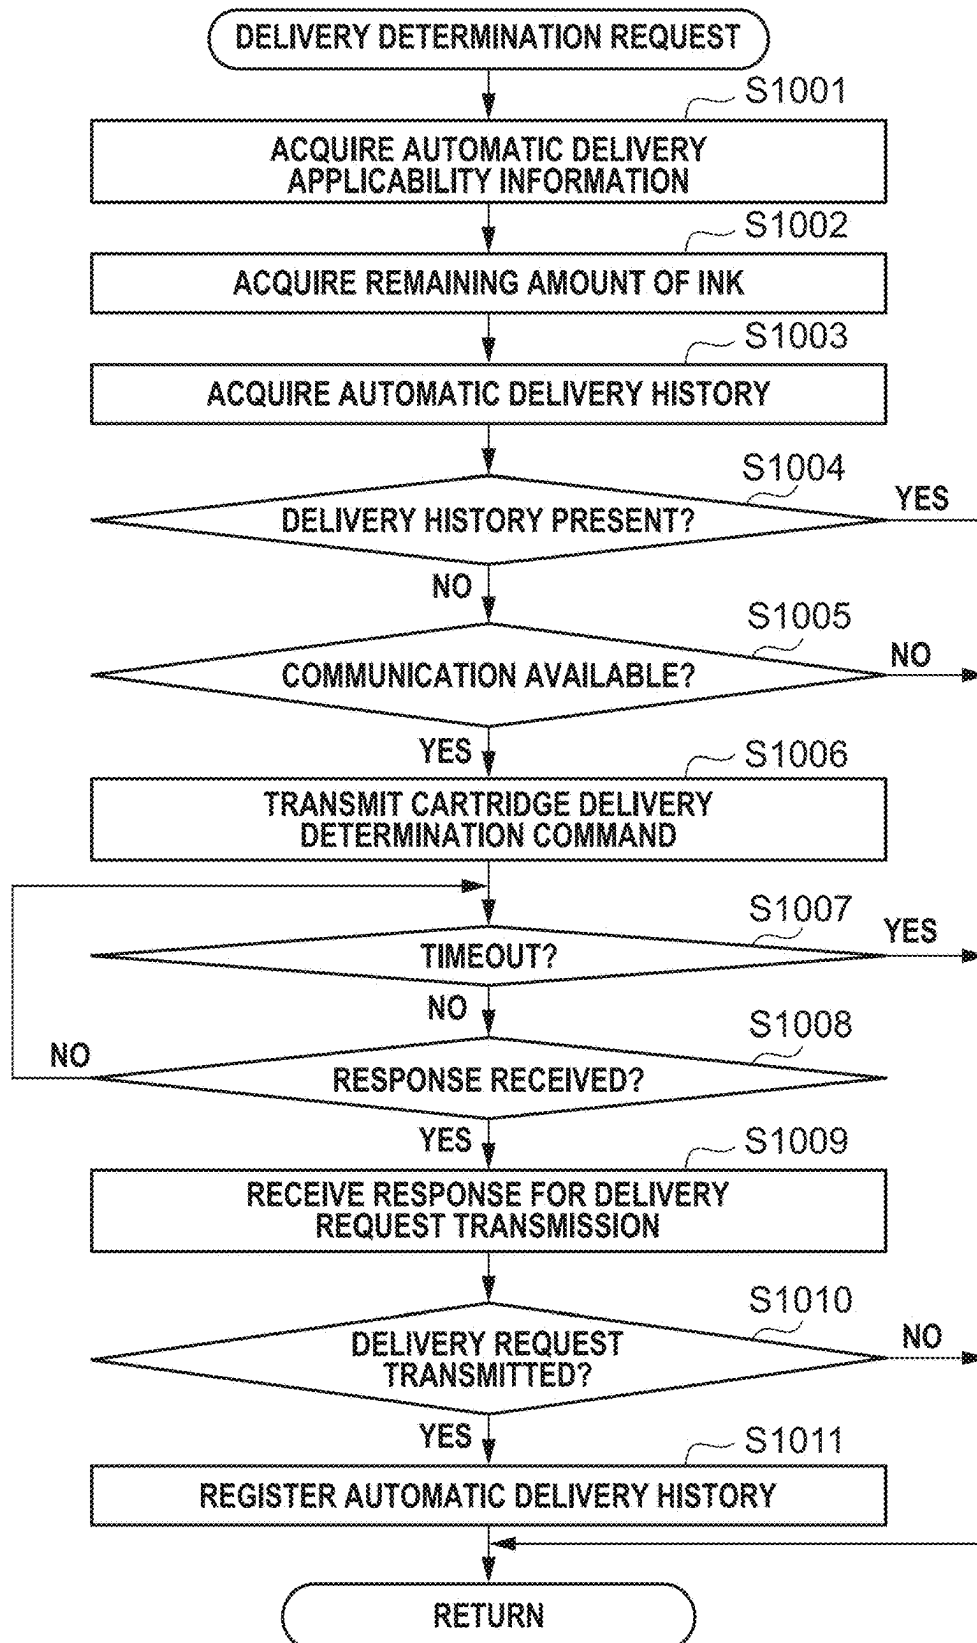 DELIVERY DETERMINATION REQUEST
S1001
ACQUIRE AUTOMATIC DELIVERY
APPLICABILITY INFORMATION
S1002
ACQUIRE REMAINING AMOUNT OF INK
S1003
ACQUIRE AUTOMATIC DELIVERY HISTORY
S1004
DELIVERY HISTORY PRESENT?
YES
NO
S1005
COMMUNICATION AVAILABLE?
NO
YES
S1006
TRANSMIT CARTRIDGE DELIVERY
DETERMINATION COMMAND
S1007
TIMEOUT?
YES
NO
S1008
NO
RESPONSE RECEIVED?
YES
S1009
RECEIVE RESPONSE FOR DELIVERY
REQUEST TRANSMISSION
S1010
DELIVERY REQUEST
TRANSMITTED?
NO
YES
S1011
REGISTER AUTOMATIC DELIVERY HISTORY
RETURN